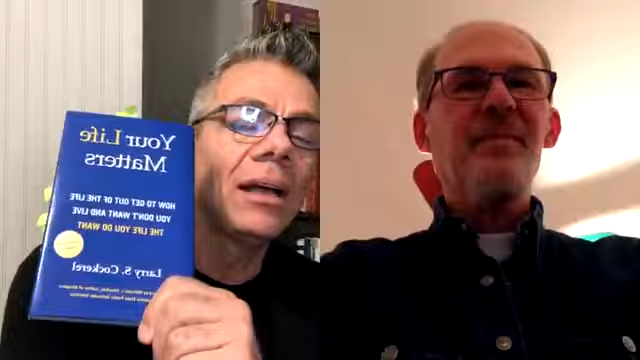 Your Life
Matters
HOW TO GET OUT OF THE LIFE
YOU DON'T WANT AND LIVE
THE LIFE YOU DO WANT
Larry S. Cockerel